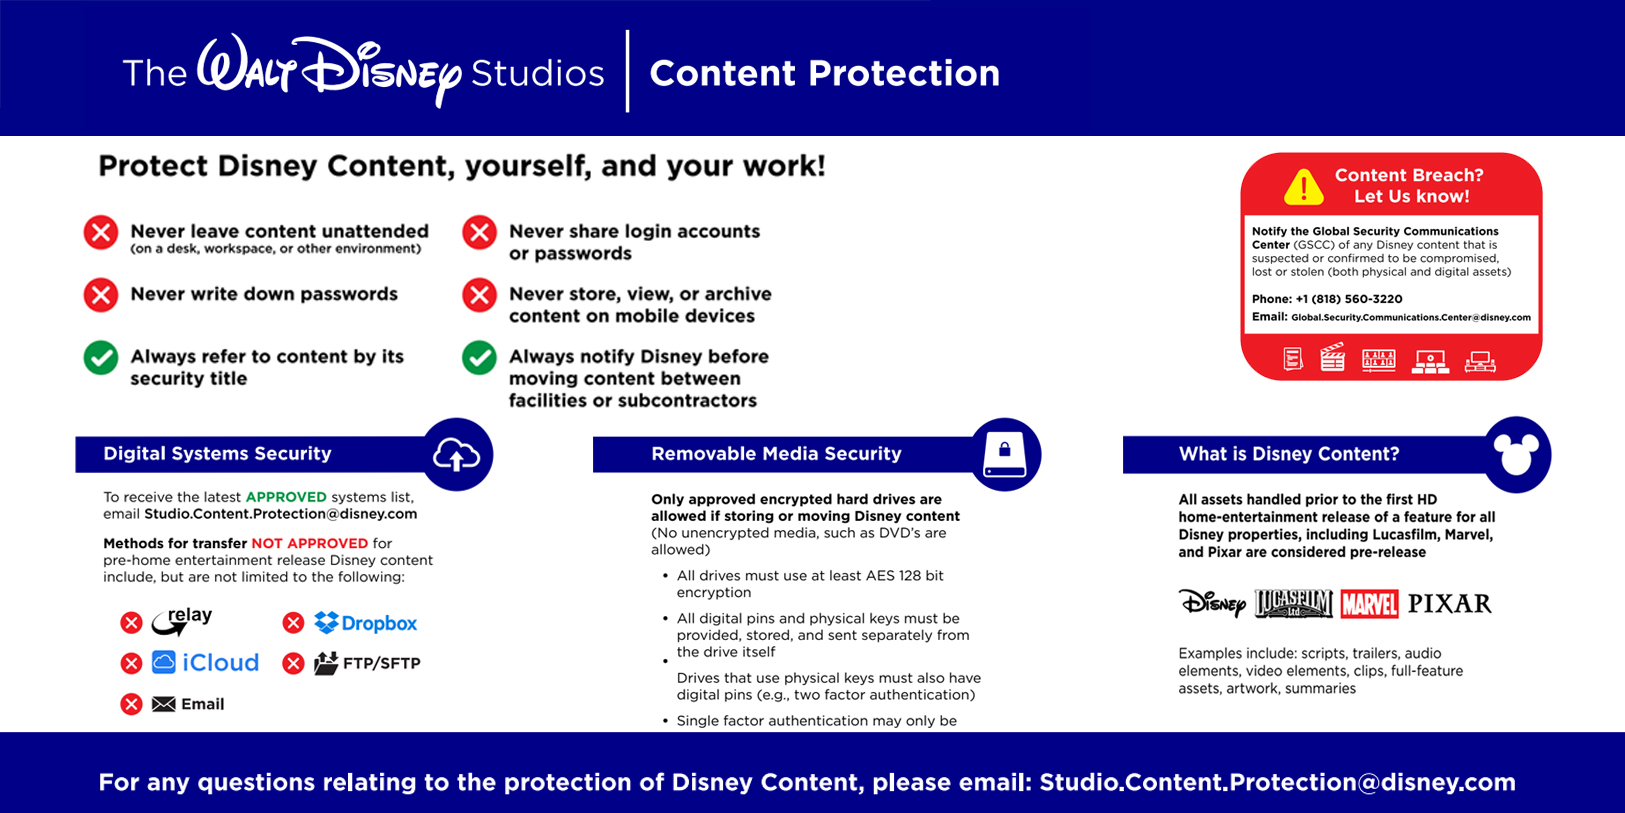 The WALT DISNEY Studios | Content Protection
Protect Disney Content, yourself, and your work!
Never leave content unattended
(on a desk, workspace, or other environment)
Never write down passwords
Always refer to content by its
security title
Never share login accounts
or passwords
Never store, view, or archive
content on mobile devices
Always notify Disney before
moving content between
facilities or subcontractors
Content Breach?
Let Us know!
Notify the Global Security Communications
Center (GSCC) of any Disney content that is
suspected or confirmed to be compromised,
lost or stolen (both physical and digital assets)
Phone: +1 (818) 560-3220
Email: Global.Security.Communications.Center@disney.com
Digital Systems Security
To receive the latest APPROVED systems list,
email Studio.Content.Protection@disney.com
Methods for transfer NOT APPROVED for
pre-home entertainment release Disney content
include, but are not limited to the following:
relay
Dropbox
iCloud
FTP/SFTP
Email
Removable Media Security
Only approved encrypted hard drives are
allowed if storing or moving Disney content
(No unencrypted media, such as DVD's are
allowed)
• All drives must use at least AES 128 bit
encryption
• All digital pins and physical keys must be
provided, stored, and sent separately from
the drive itself
• Drives that use physical keys must also have
digital pins (e.g., two factor authentication)
• Single factor authentication may only be
What is Disney Content?
All assets handled prior to the first HD
home-entertainment release of a feature for all
Disney properties, including Lucasfilm, Marvel,
and Pixar are considered pre-release
DISNEY LUCASFILM Ltd MARVEL PIXAR
Examples include: scripts, trailers, audio
elements, video elements, clips, full-feature
assets, artwork, summaries
For any questions relating to the protection of Disney Content, please email: Studio.Content.Protection@disney.com